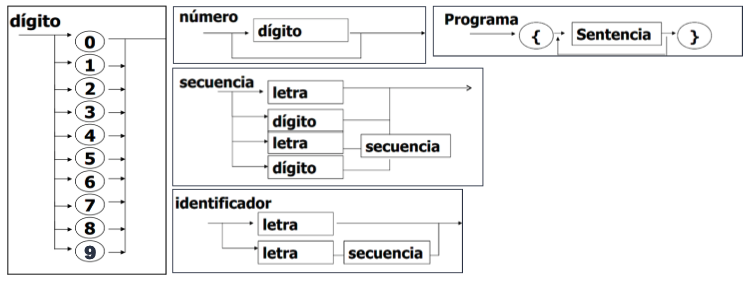 dígito
0
1
2
3
4
5
6
7
8
9
número
dígito
Programa
{ Sentencia }
secuencia
letra
dígito
letra
secuencia
dígito
identificador
letra
letra secuencia